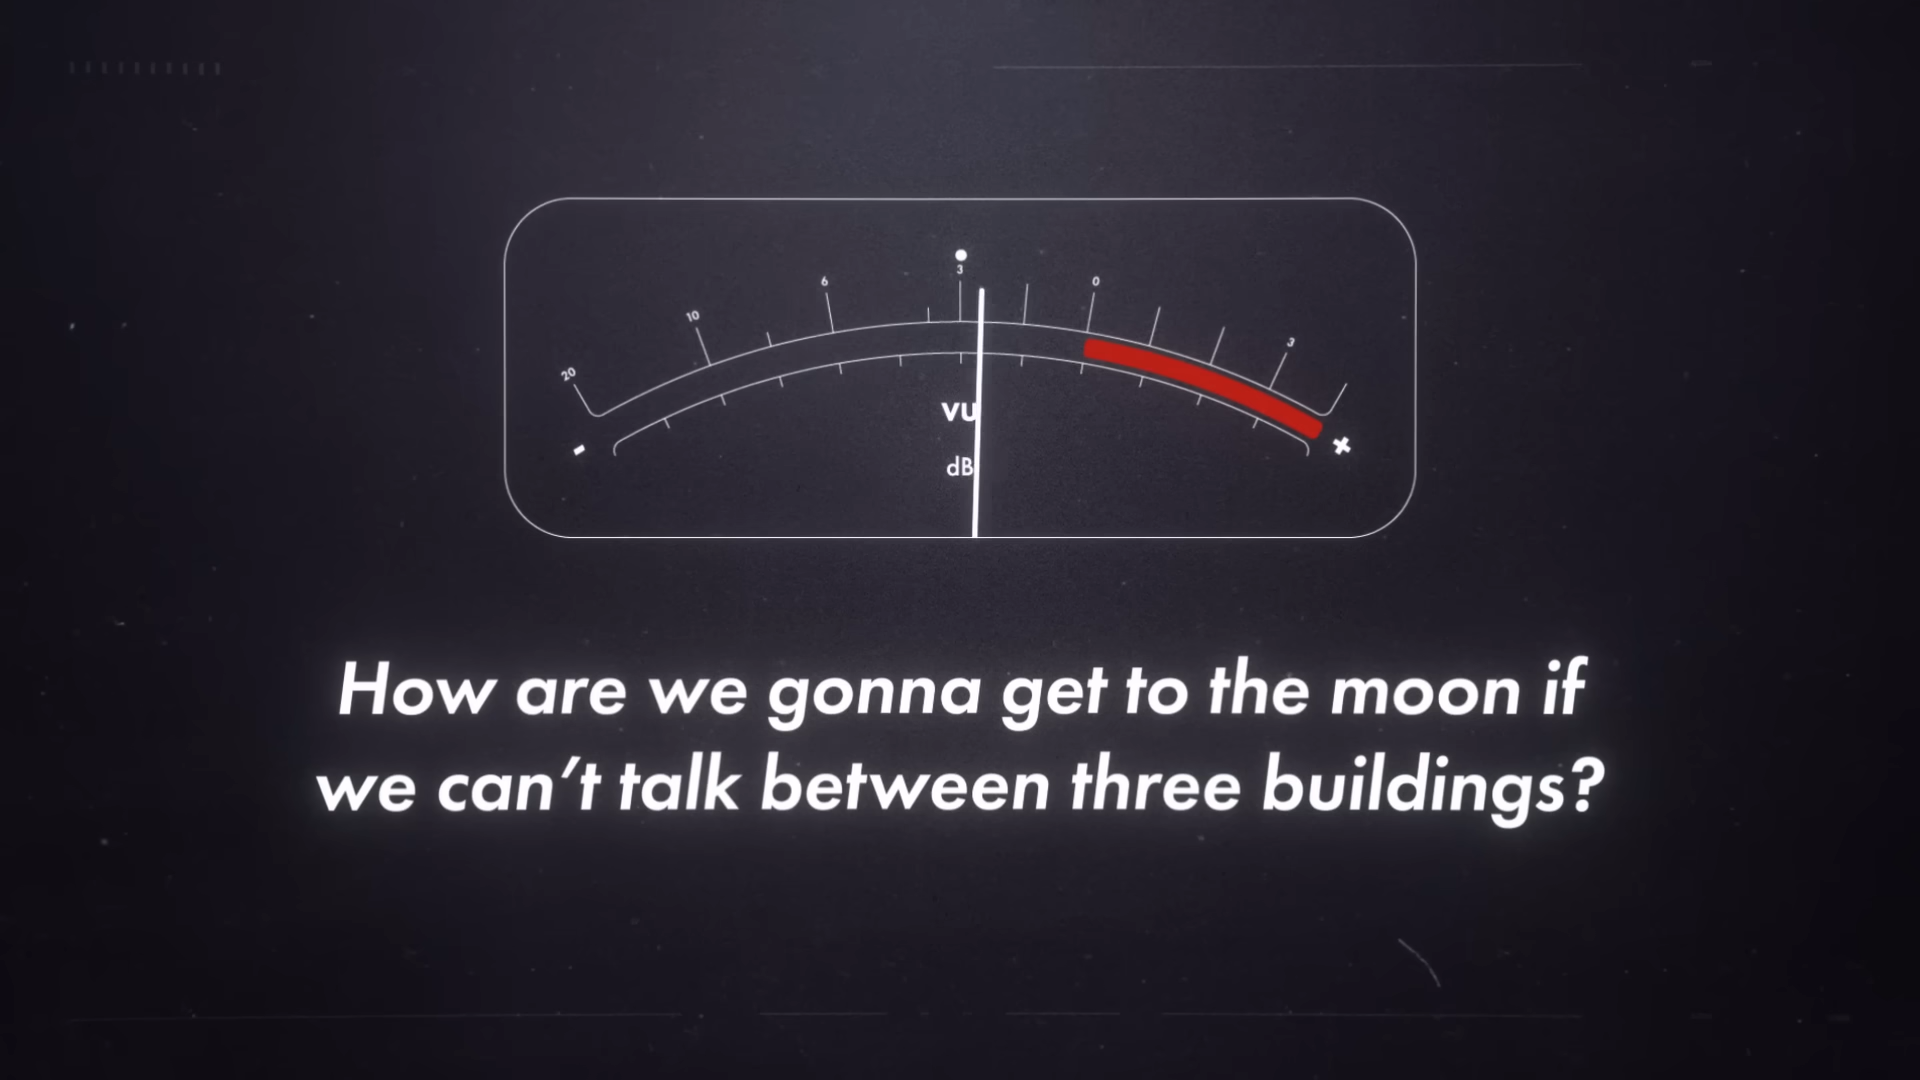 3
6
0
10
3
20
VU
- +
dB
How are we gonna get to the moon if
we can't talk between three buildings?